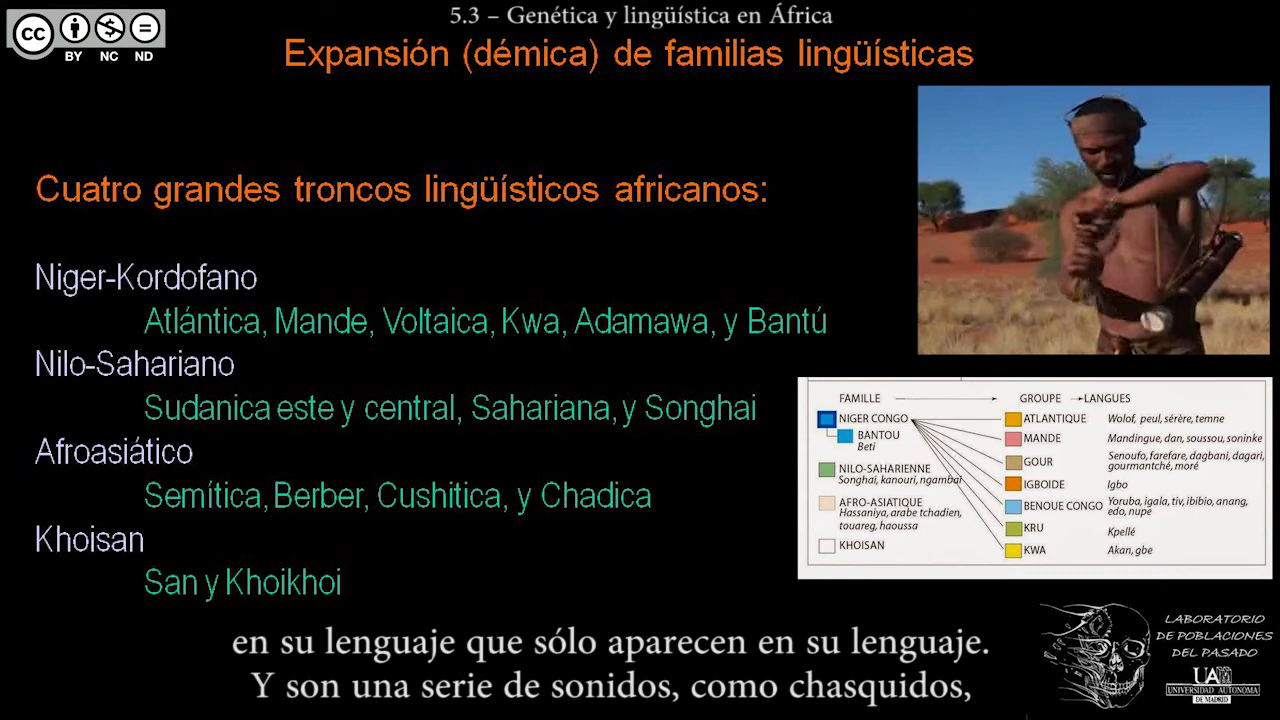 cc
BY NC ND
5.3 – Genética y lingüística en África
Expansión (démica) de familias lingüísticas
Cuatro grandes troncos lingüísticos africanos:
Niger-Kordofano
Atlántica, Mande, Voltaica, Kwa, Adamawa, y Bantú
Nilo-Sahariano
Sudanica este y central, Sahariana, y Songhai
Afroasiático
Semítica, Berber, Cushitica, y Chadica
Khoisan
San y Khoikhoi
FAMILLE GROUPE LANGUES
NIGER CONGO
BANTOU
Beti
NILO-SAHARIENNE
Songhai, kanouri, ngambai
AFRO-ASIATIQUE
Hassaniya, arabe tchadien,
touareg, haoussa
KHOISAN
ATLANTIQUE Wolof, peul, sérère, temne
MANDE Mandingue, dan, soussou, soninke
GOUR Senoufo, farefare, dagbani, dagari,
gourmantché, moré
IGBOIDE Igbo
BENOUE CONGO Yoruba, igala, tiv, ibibio, anang,
edo, nupe
KRU Kpellé
KWA Akan, gbe
en su lenguaje que sólo aparecen en su lenguaje.
Y son una serie de sonidos, como chasquidos,
LABORATORIO
DE POBLACIONES
DEL PASADO
UAM
UNIVERSIDAD AUTONOMA
DE MADRID